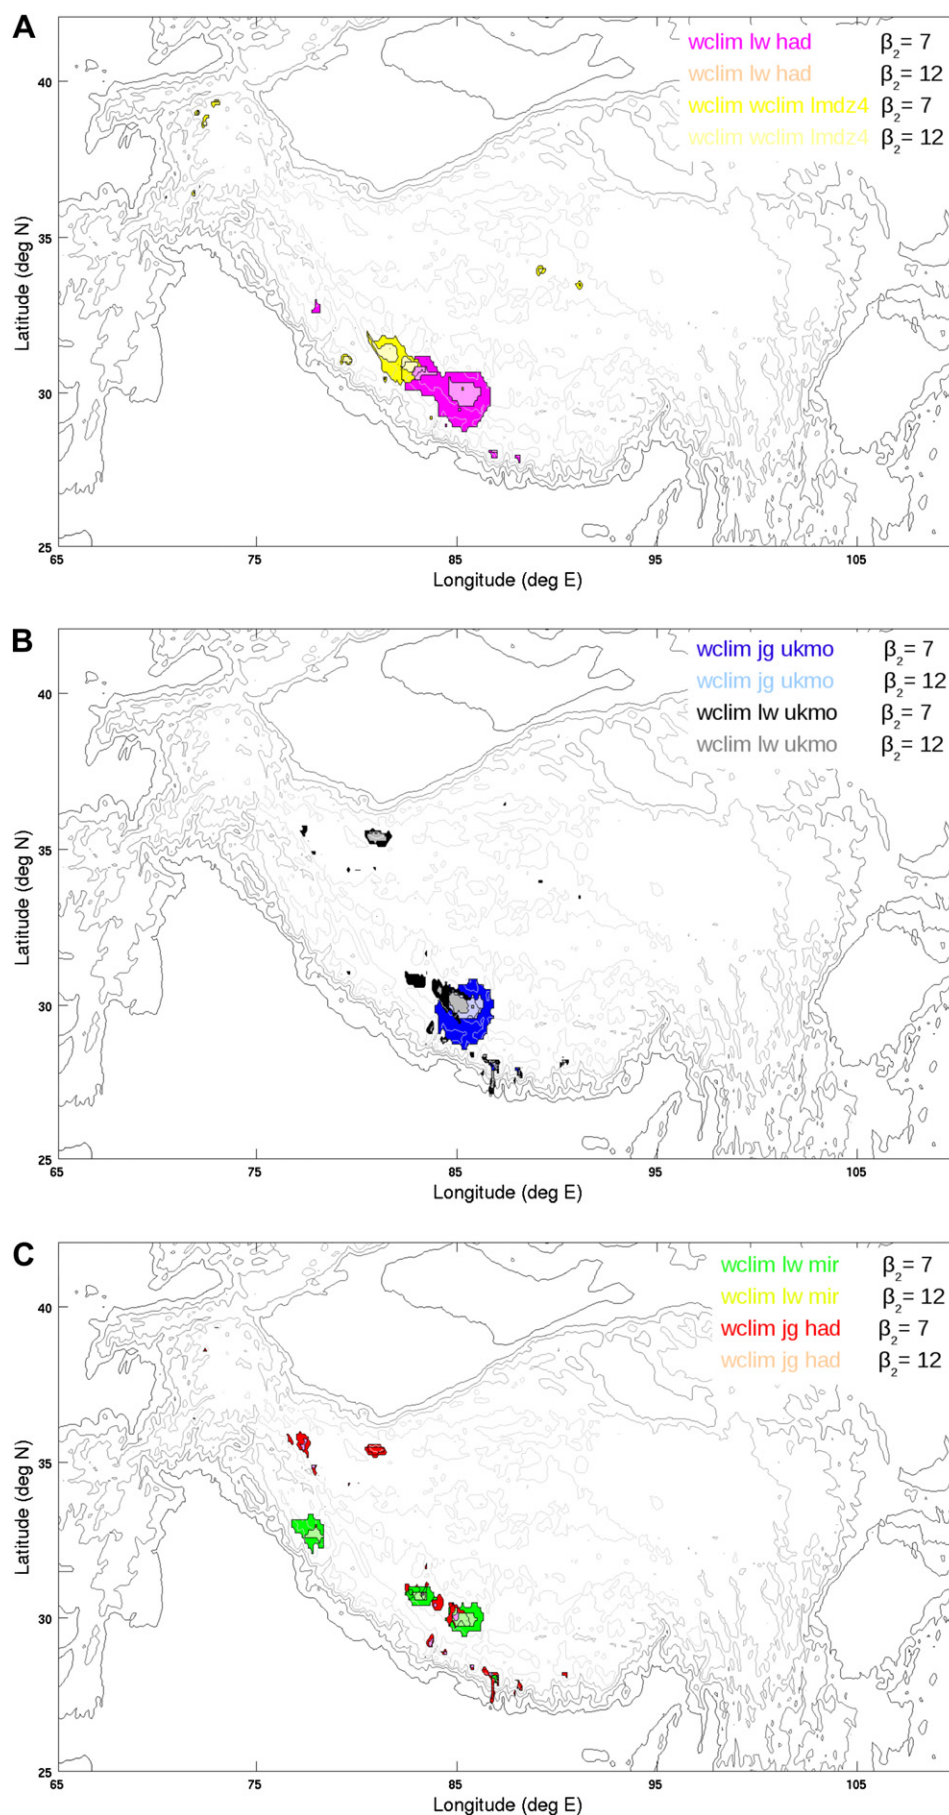 A
wclim lw had β2= 7
wclim lw had β2= 12
wclim wclim lmdz4 β2= 7
wclim wclim lmdz4 β2= 12
40
35
30
25
Latitude (deg N)
65 75 85 95 105
Longitude (deg E)
B
wclim jg ukmo β2= 7
wclim jg ukmo β2= 12
wclim lw ukmo β2= 7
wclim lw ukmo β2= 12
40
35
30
25
Latitude (deg N)
65 75 85 95 105
Longitude (deg E)
C
wclim lw mir β2= 7
wclim lw mir β2= 12
wclim jg had β2= 7
wclim jg had β2= 12
40
35
30
25
Latitude (deg N)
65 75 85 95 105
Longitude (deg E)